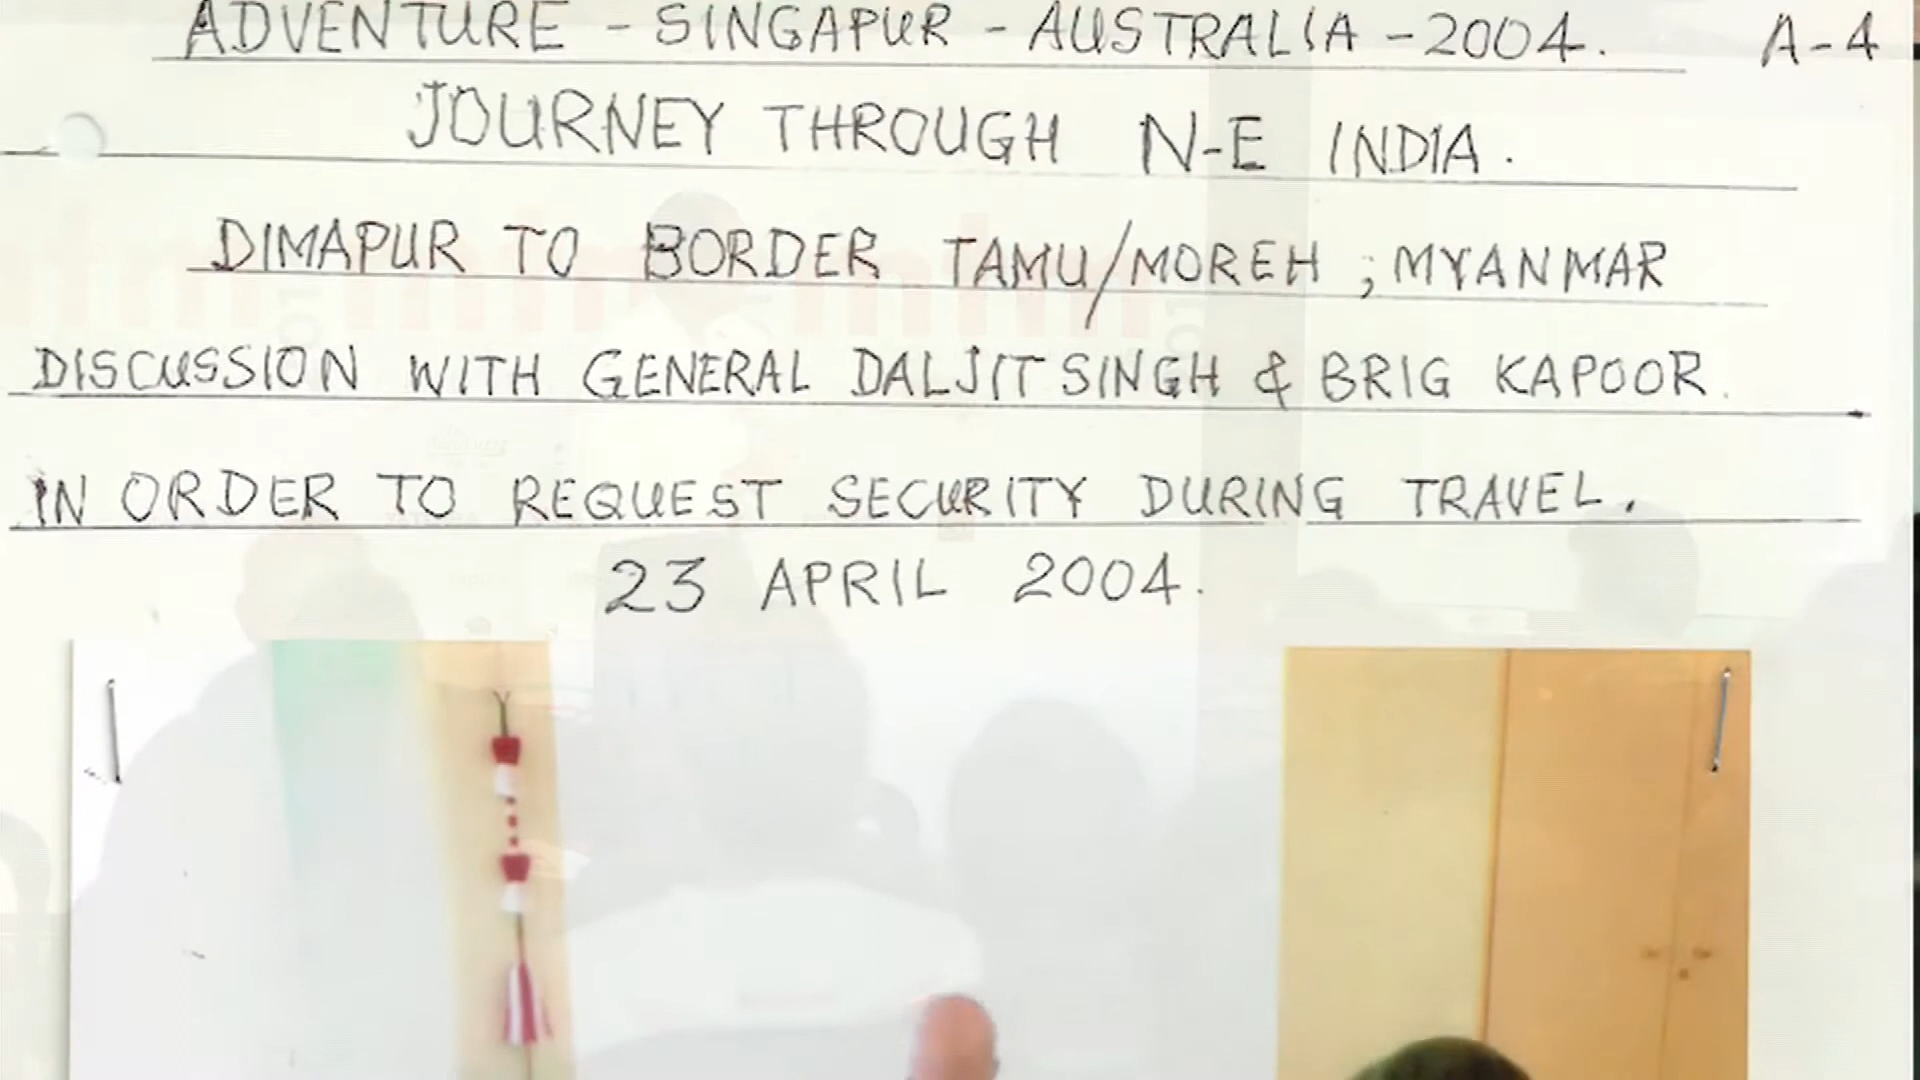 ADVENTURE - SINGAPUR - AUSTRALIA - 2004. A-4
JOURNEY THROUGH N-E INDIA.
DIMAPUR TO BORDER TAMU/MOREH ; MYANMAR
DISCUSSION WITH GENERAL DALJIT SINGH & BRIG KAPOOR.
IN ORDER TO REQUEST SECURITY DURING TRAVEL.
23 APRIL 2004.